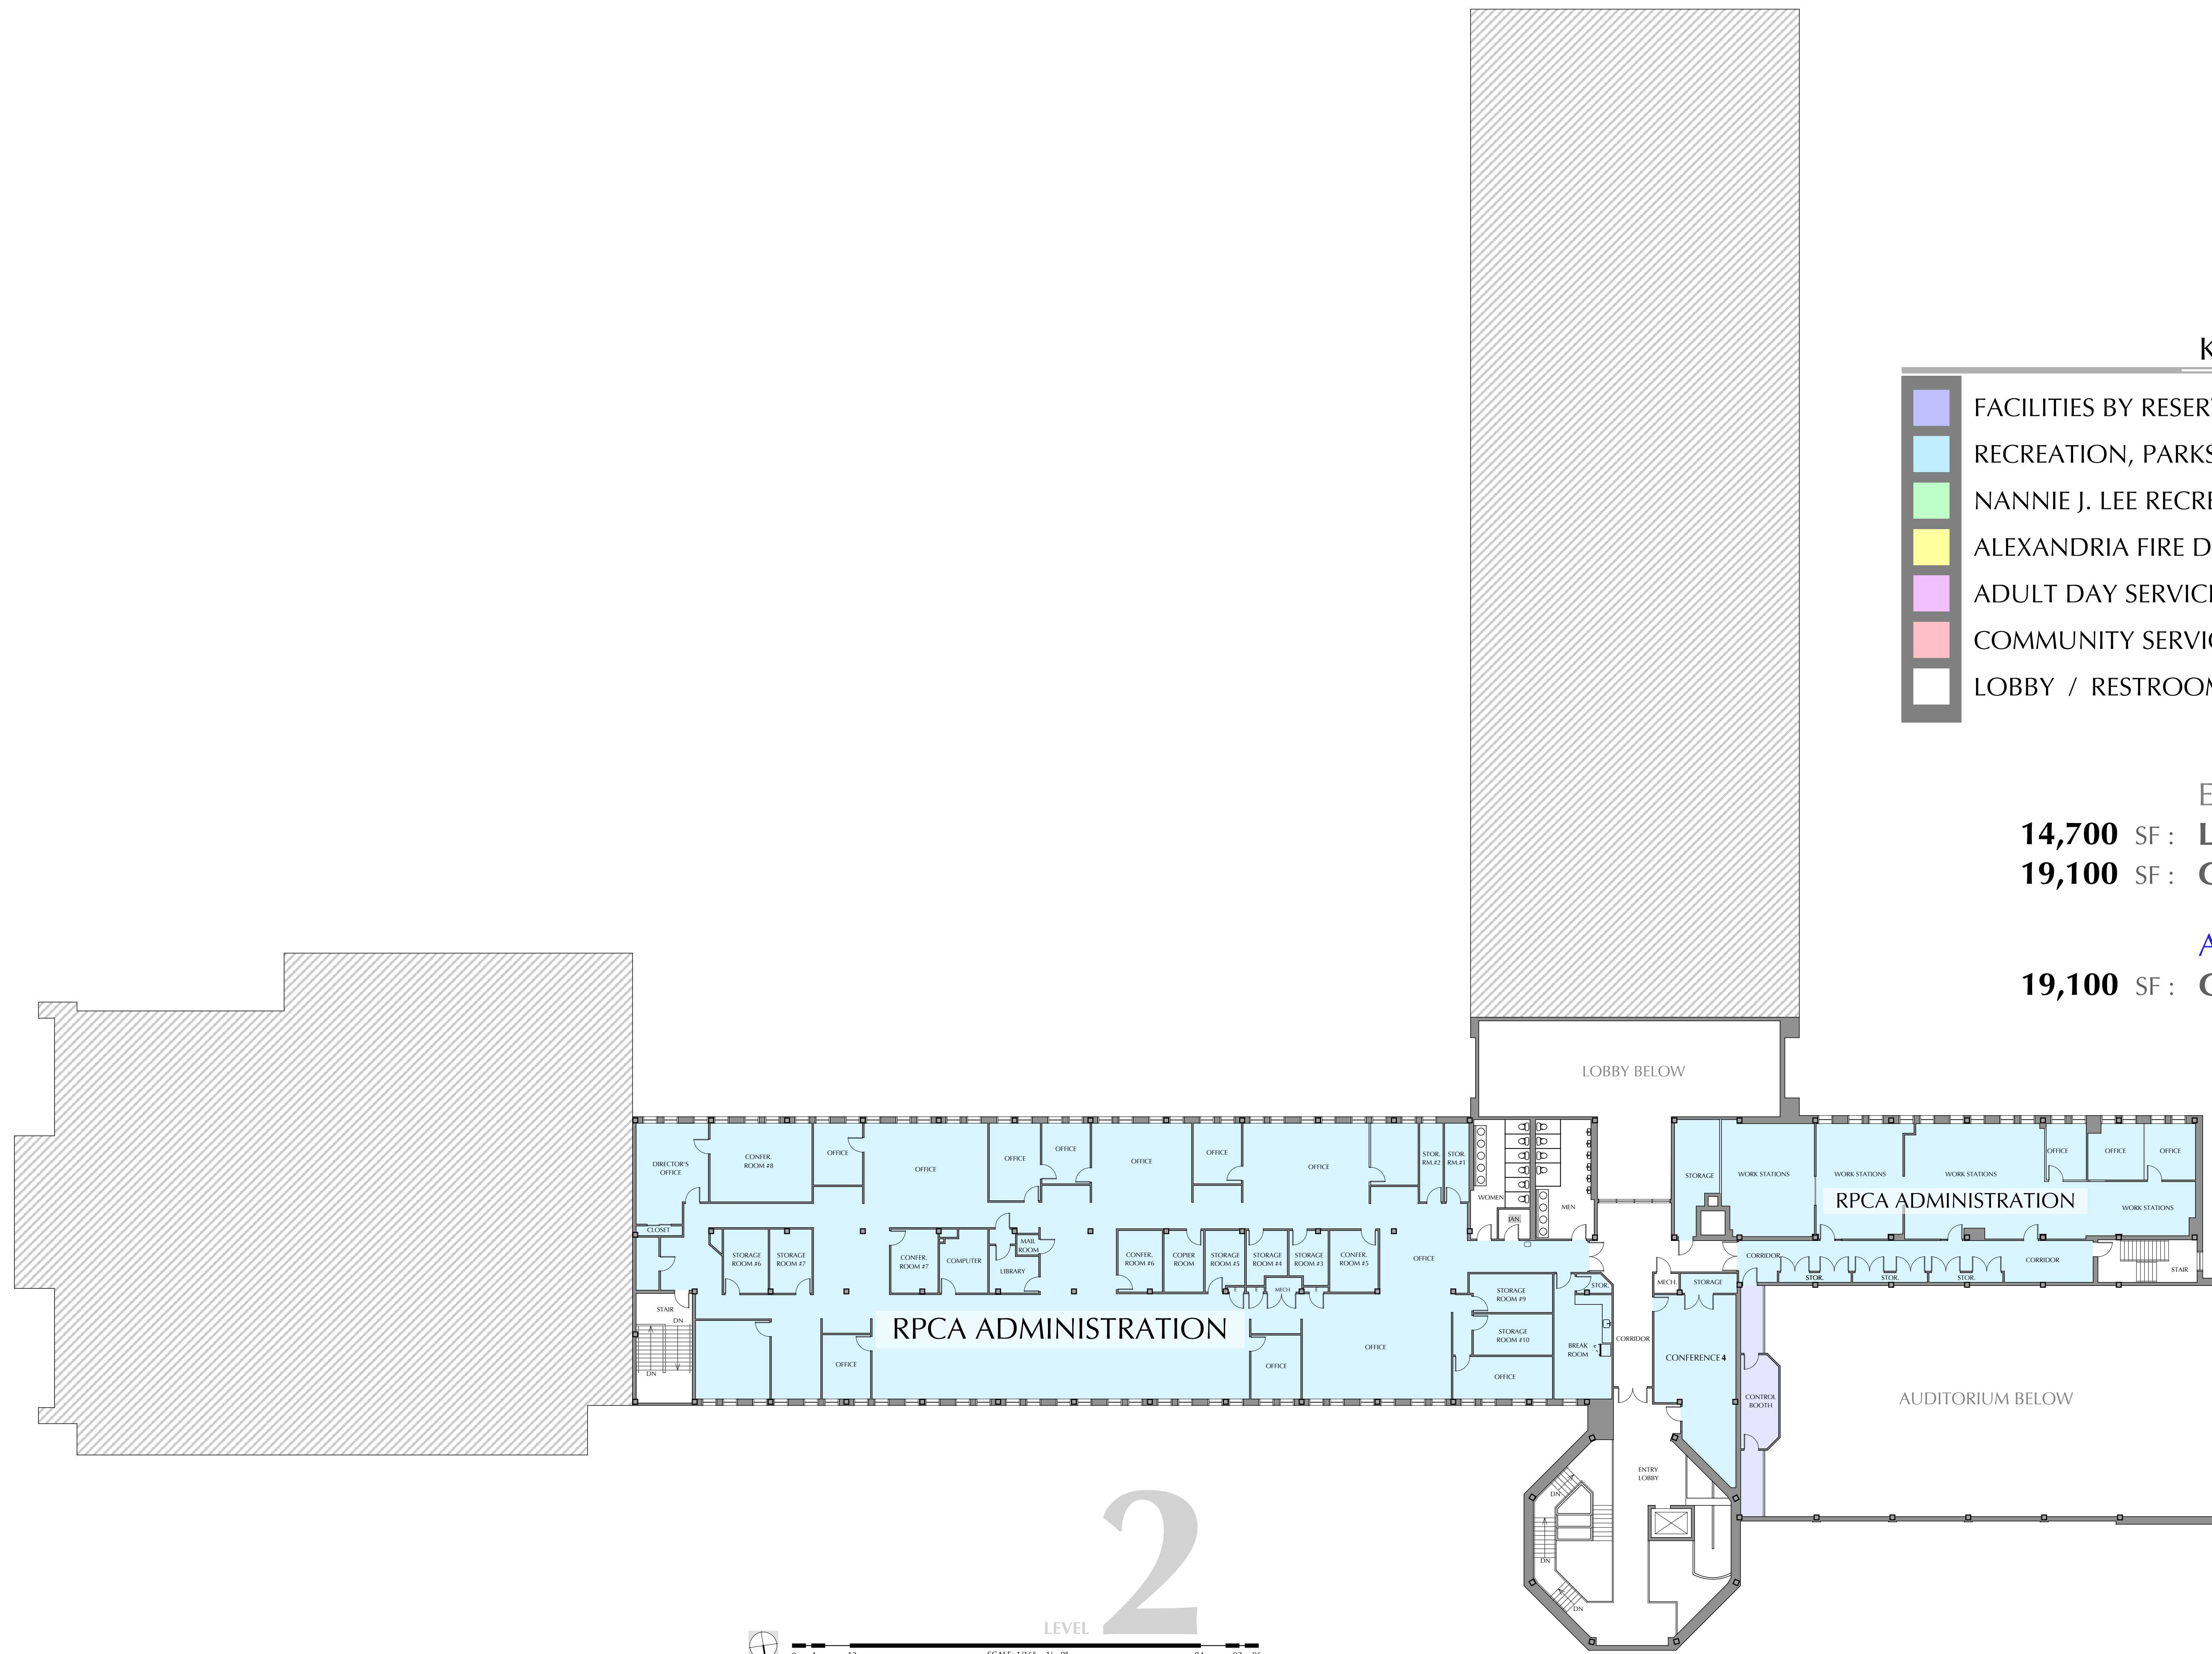 K
FACILITIES BY RESER
RECREATION, PARKS
NANNIE J. LEE RECRE
ALEXANDRIA FIRE D
ADULT DAY SERVIC
COMMUNITY SERVI
LOBBY / RESTROOM
E
14,700 SF : L
19,100 SF :
A
19,100 SF :
LOBBY BELOW
DIRECTOR'S
OFFICE
CONFER.
ROOM #8
OFFICE
OFFICE
OFFICE
OFFICE
OFFICE
OFFICE
OFFICE
STOR.
RM.#2
STOR.
RM.#1
WOMEN
JAN.
MEN
STORAGE
WORK STATIONS
WORK STATIONS
WORK STATIONS
OFFICE
OFFICE
OFFICE
RPCA ADMINISTRATION
WORK STATIONS
CLOSET
STORAGE
ROOM #6
STORAGE
ROOM #7
CONFER.
ROOM #7
COMPUTER
MAIL
ROOM
LIBRARY
CONFER.
ROOM #6
COPIER
ROOM
STORAGE
ROOM #5
STORAGE
ROOM #4
STORAGE
ROOM #3
CONFER.
ROOM #5
OFFICE
E
E
MECH
E
STORAGE
ROOM #9
STOR.
MECH.
STORAGE
CORRIDOR
STOR.
STOR.
STOR.
CORRIDOR
STAIR
STAIR
DN
DN
RPCA ADMINISTRATION
OFFICE
OFFICE
OFFICE
STORAGE
ROOM #10
OFFICE
BREAK
ROOM
CORRIDOR
CONFERENCE 4
CONTROL
BOOTH
AUDITORIUM BELOW
ENTRY
LOBBY
DN
DN
DN
LEVEL 2